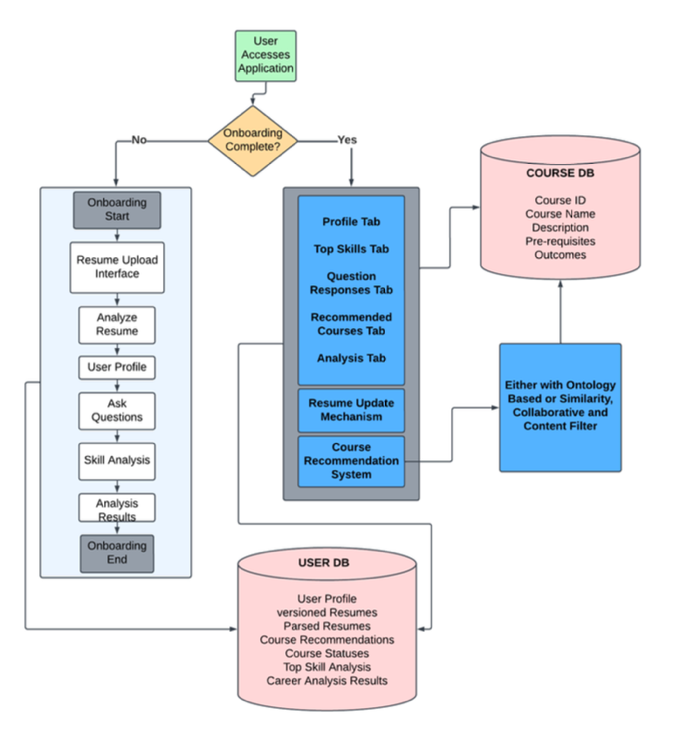 User
Accesses
Application
Onboarding
Complete?
No
Yes
Onboarding
Start
Resume Upload
Interface
Analyze
Resume
User Profile
Ask
Questions
Skill Analysis
Analysis
Results
Onboarding
End
Profile Tab
Top Skills Tab
Question
Responses Tab
Recommended
Courses Tab
Analysis Tab
Resume Update
Mechanism
Course
Recommendation
System
COURSE DB
Course ID
Course Name
Description
Pre-requisites
Outcomes
Either with Ontology
Based or Similarity,
Collaborative and
Content Filter
USER DB
User Profile
versioned Resumes
Parsed Resumes
Course Recommendations
Course Statuses
Top Skill Analysis
Career Analysis Results